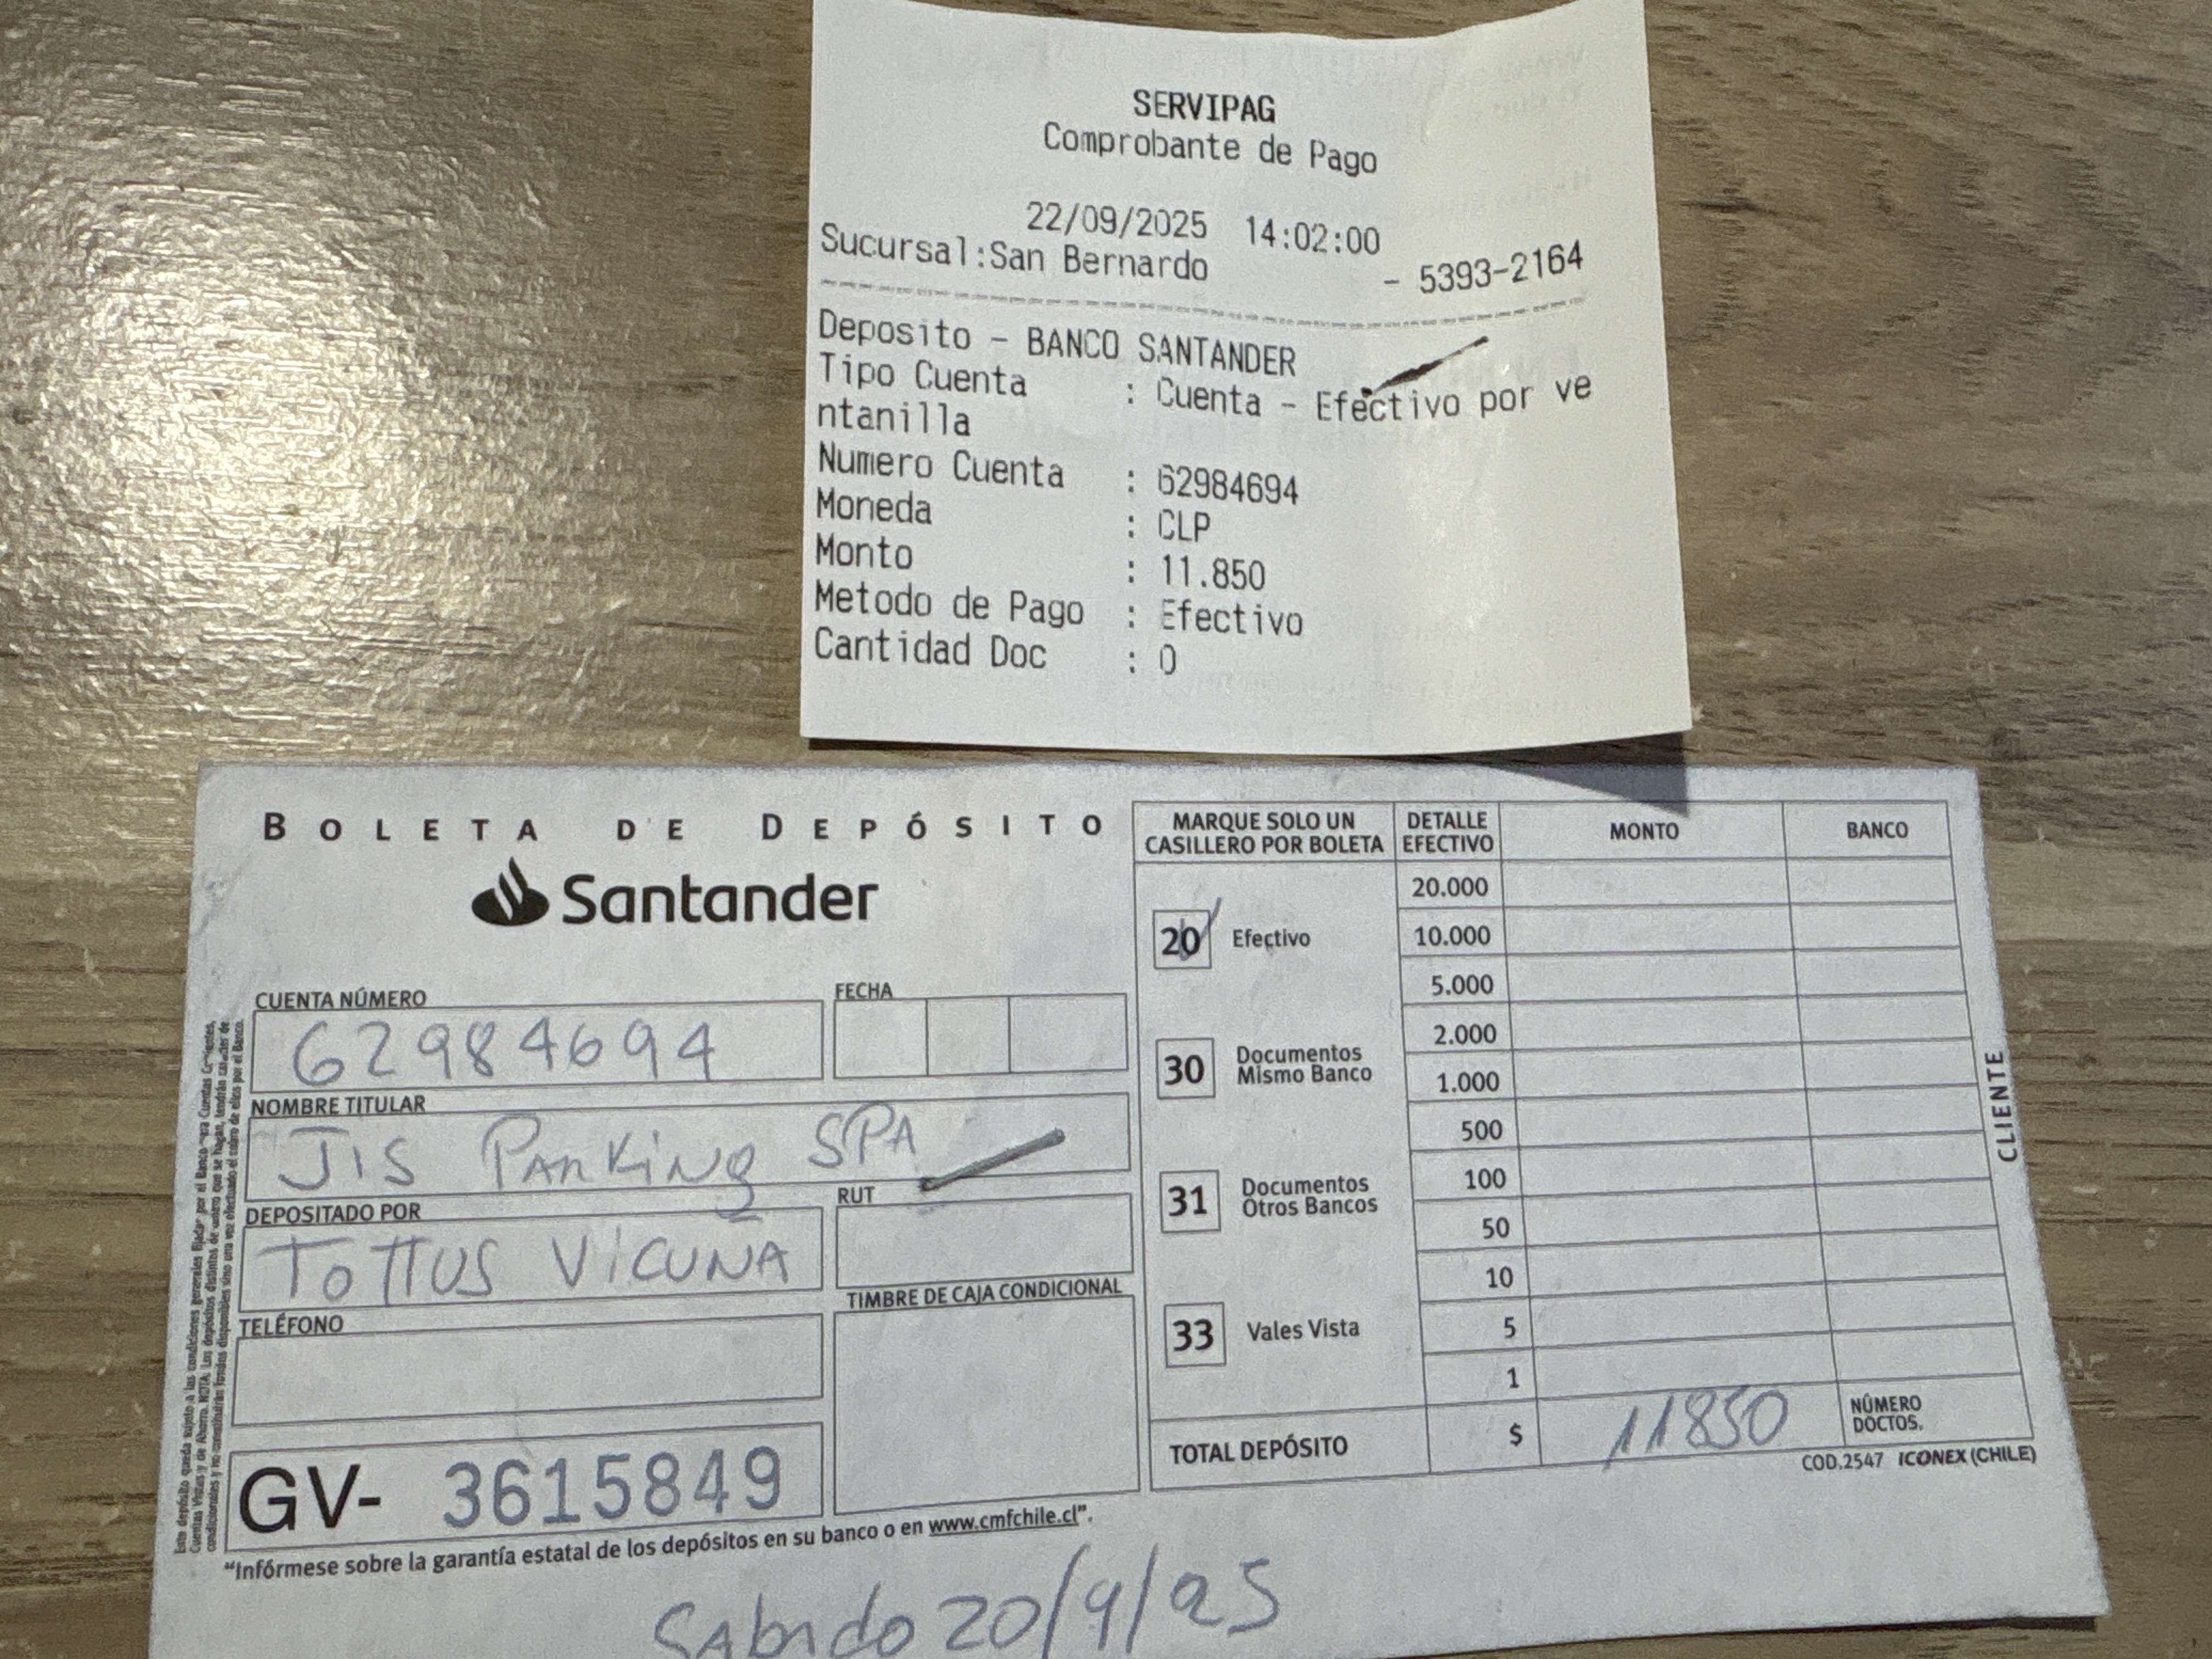 SERVIPAG
Comprobante de Pago
22/09/2025 14:02:00
Sucursal:San Bernardo - 5393-2164
Deposito - BANCO SANTANDER
Tipo Cuenta : Cuenta - Efectivo por ve
ntanilla
Numero Cuenta : 62984694
Moneda : CLP
Monto : 11.850
Metodo de Pago : Efectivo
Cantidad Doc : 0
BOLETA DE DEPÓSITO
Santander
CUENTA NÚMERO
62984694
FECHA
NOMBRE TITULAR
JIS PARKING SPA
DEPOSITADO POR
TOTTUS VICUNA
RUT
TELÉFONO
TIMBRE DE CAJA CONDICIONAL
GV- 3615849
"Infórmese sobre la garantía estatal de los depósitos en su banco o en www.cmfchile.cl".
MARQUE SOLO UN
CASILLERO POR BOLETA
20 Efectivo
30 Documentos
Mismo Banco
31 Documentos
Otros Bancos
33 Vales Vista
DETALLE
EFECTIVO
MONTO
BANCO
20.000
10.000
5.000
2.000
1.000
500
100
50
10
5
1
TOTAL DEPÓSITO $ 11850
NÚMERO
DOCTOS.
COD.2547 ICONEX (CHILE)
CLIENTE
Sabado 20/9/25